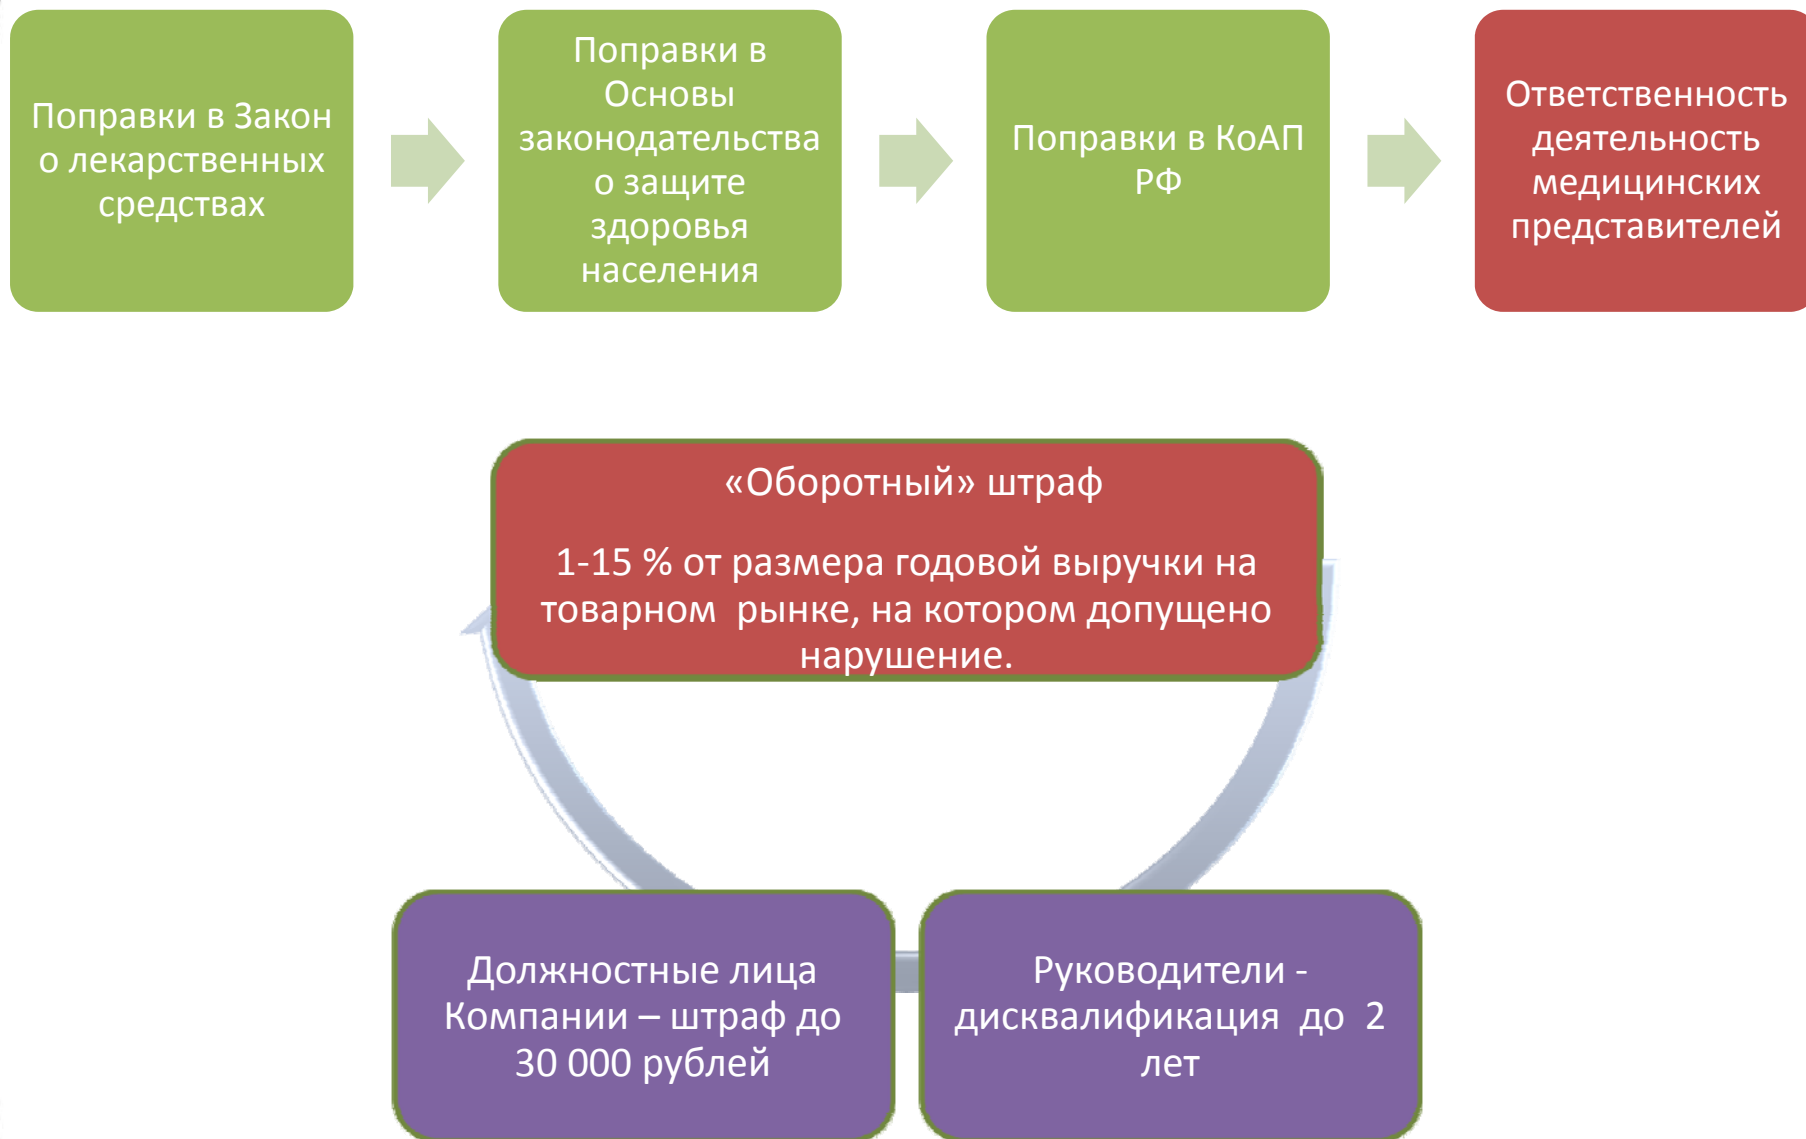 Поправки в Закон
о лекарственных
средствах
Поправки в
Основы
законодательства
о защите
здоровья
населения
Поправки в КоАП
РФ
Ответственность
деятельность
медицинских
представителей
«Оборотный» штраф
1-15 % от размера годовой выручки на
товарном рынке, на котором допущено
нарушение.
Должностные лица
Компании – штраф до
30 000 рублей
Руководители -
дисквалификация до 2
лет